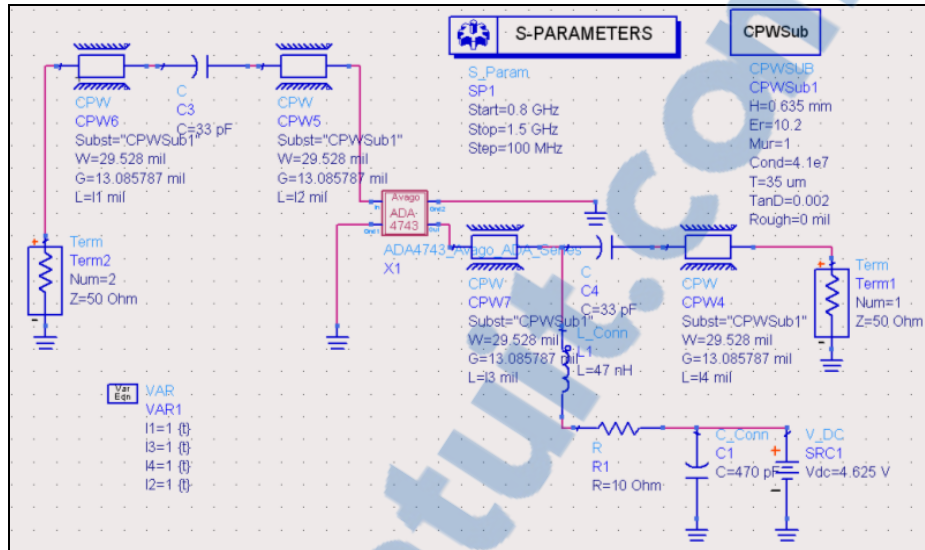 S-PARAMETERS
S_Param
SP1
Start=0.8 GHz
Stop=1.5 GHz
Step=100 MHz
CPWSub
CPWSUB
CPWSub1
H=0.635 mm
Er=10.2
Mur=1
Cond=4.1e7
T=35 um
TanD=0.002
Rough=0 mil
CPW
CPW6
Subst="CPWSub1"
W=29.528 mil
G=13.085787 mil
L=l1 mil
C
C3
C=33 pF
CPW
CPW5
Subst="CPWSub1"
W=29.528 mil
G=13.085787 mil
L=l2 mil
Avago
ADA-
4743
In
Gnd2
Gnd1
Out
ADA4743_Avago_ADA_Series
X1
Term
Term2
Num=2
Z=50 Ohm
CPW
CPW7
Subst="CPWSub1"
W=29.528 mil
G=13.085787 mil
L=l3 mil
C
C4
C=33 pF
L_Conn
L1
L=47 nH
CPW
CPW4
Subst="CPWSub1"
W=29.528 mil
G=13.085787 mil
L=l4 mil
Term
Term1
Num=1
Z=50 Ohm
Var
Eqn
VAR
VAR1
l1=1 {t}
l3=1 {t}
l4=1 {t}
l2=1 {t}
R
R1
R=10 Ohm
C_Conn
C1
C=470 pF
V_DC
SRC1
Vdc=4.625 V